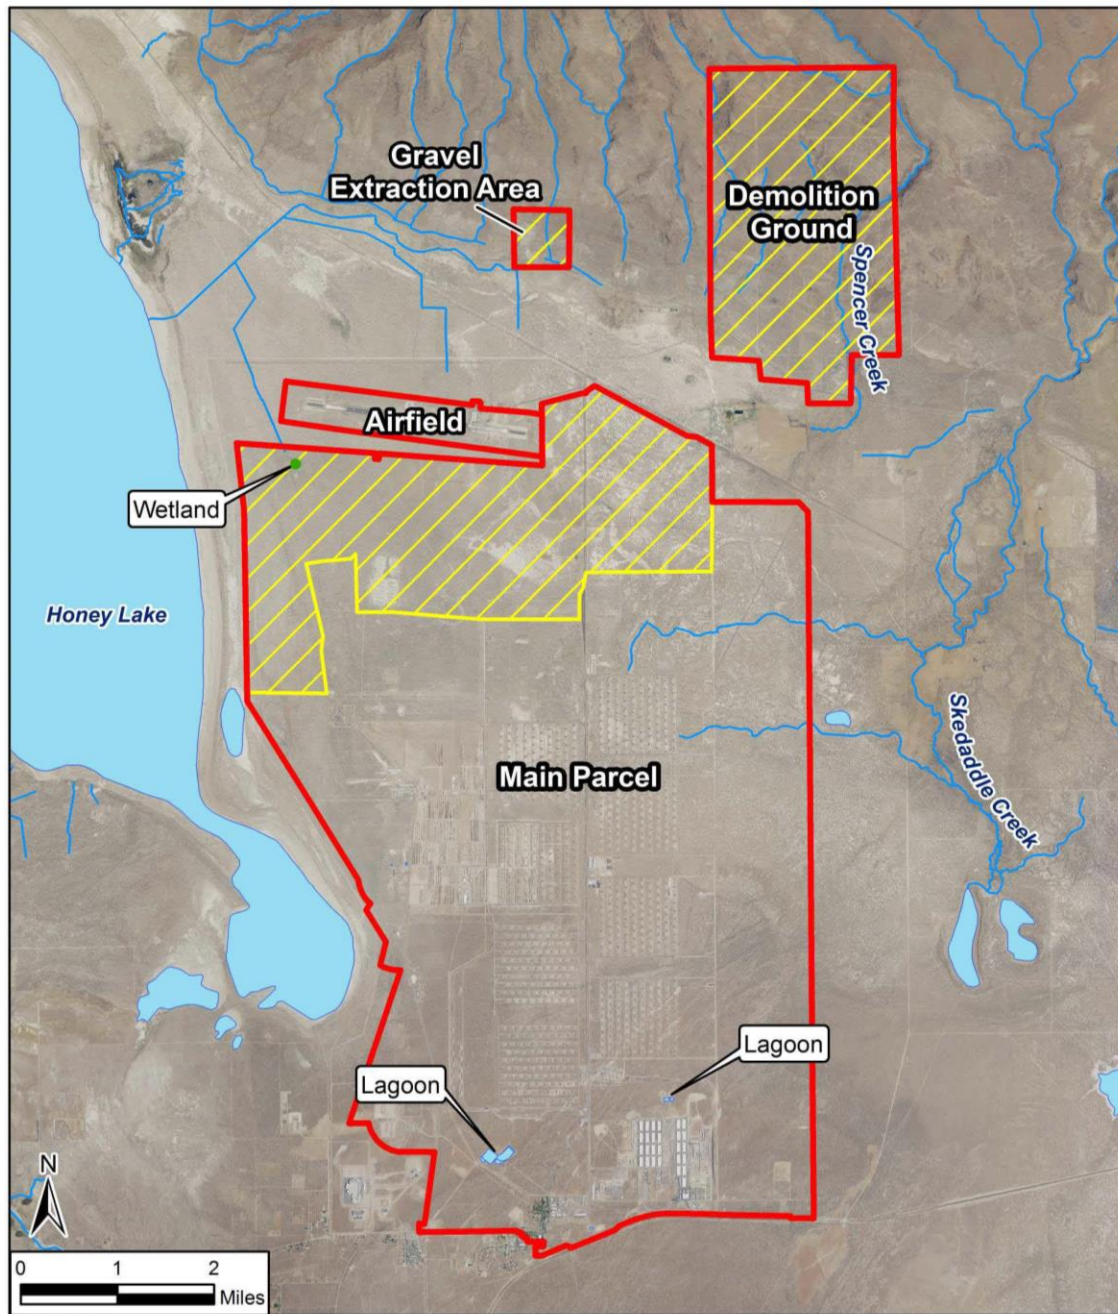 Gravel
Extraction Area
Demolition
Ground
Spencer Creek
Airfield
Wetland
Honey Lake
Main Parcel
Skedaddle Creek
Lagoon
Lagoon
N
0 1 2
Miles